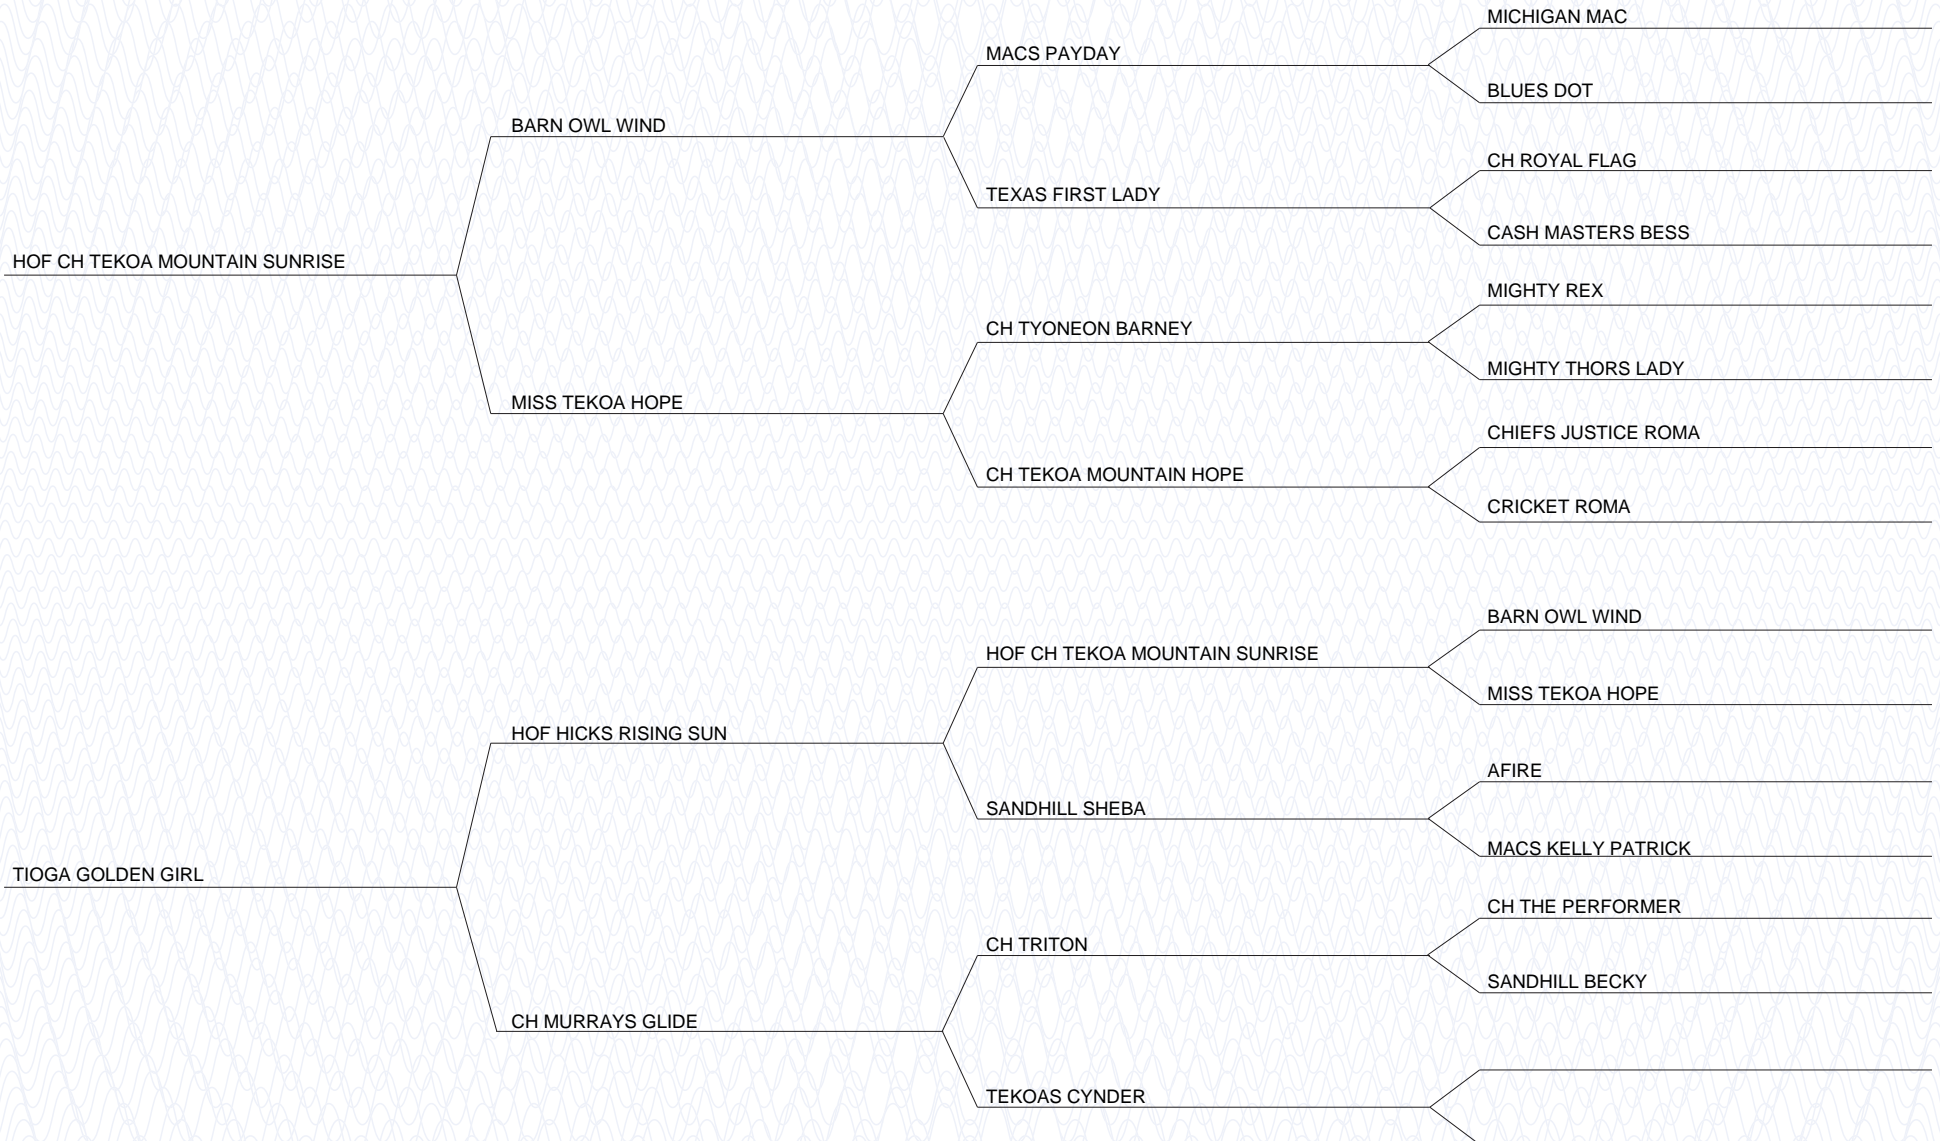 MICHIGAN MAC
MACS PAYDAY
BLUES DOT
BARN OWL WIND
CH ROYAL FLAG
TEXAS FIRST LADY
CASH MASTERS BESS
HOF CH TEKOA MOUNTAIN SUNRISE
MIGHTY REX
CH TYONEON BARNEY
MIGHTY THORS LADY
MISS TEKOA HOPE
CHIEFS JUSTICE ROMA
CH TEKOA MOUNTAIN HOPE
CRICKET ROMA
BARN OWL WIND
HOF CH TEKOA MOUNTAIN SUNRISE
MISS TEKOA HOPE
HOF HICKS RISING SUN
AFIRE
SANDHILL SHEBA
MACS KELLY PATRICK
TIOGA GOLDEN GIRL
CH THE PERFORMER
CH TRITON
SANDHILL BECKY
CH MURRAYS GLIDE
TEKOAS CYNDER